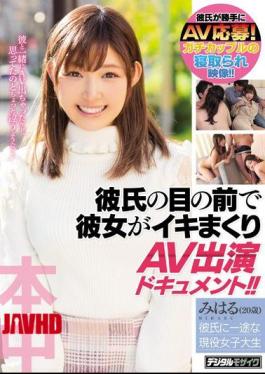 彼氏が勝手に
AV応募!
ガチカップルの
寝取られ
映像!!
彼氏の目の前で
彼女がイキまくり
AV出演
ドキュメント!!
本中
JAVHD
みはる(20歳)
MIHARU
彼氏に一途な
現役女子大生
デジタルモザイク